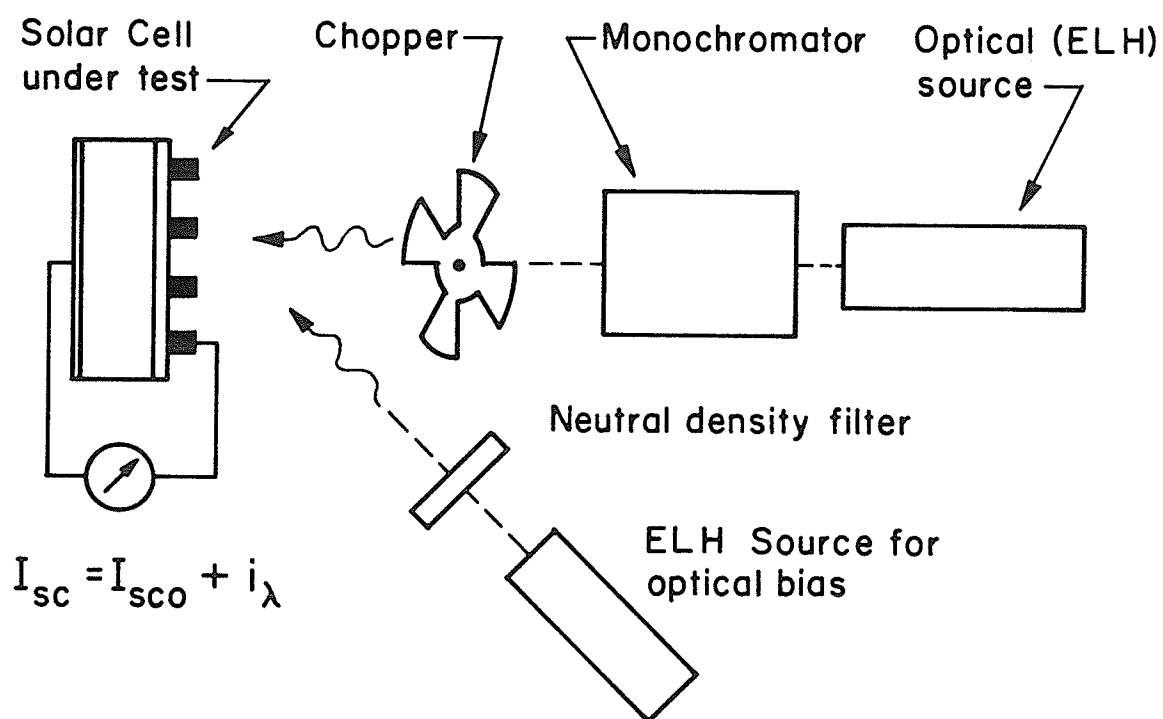 Solar Cell
under test
Chopper
Monochromator
Optical (ELH)
source
Neutral density filter
ELH Source for
optical bias
I_sc = I_sco + i_λ